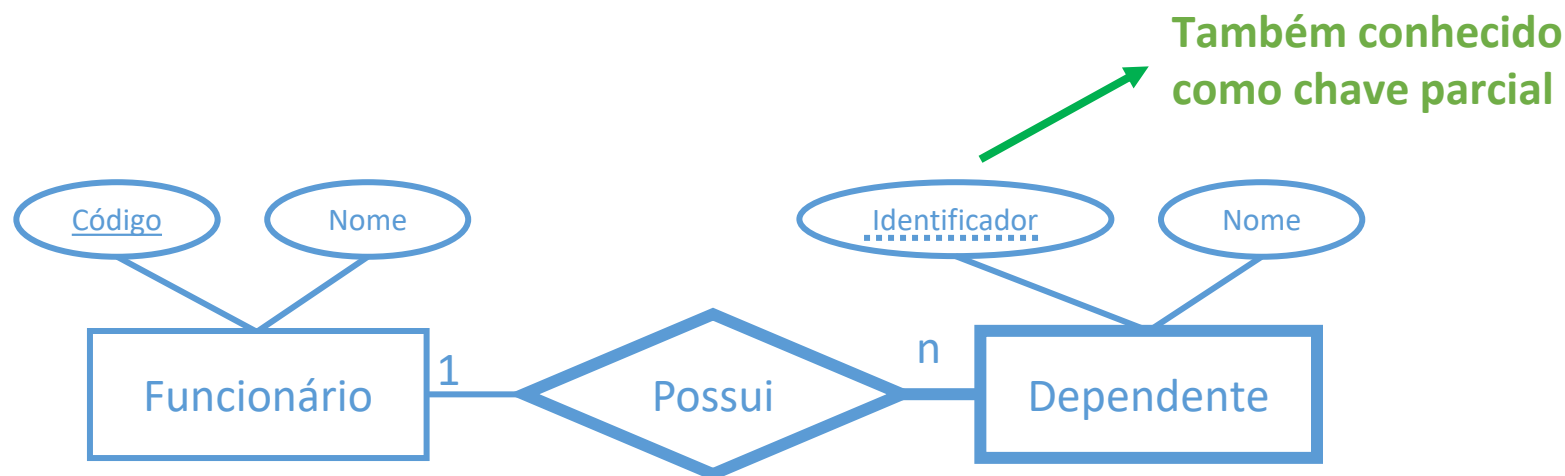 Também conhecido
como chave parcial
Código
Nome
Identificador
Nome
Funcionário
1
Possui
n
Dependente